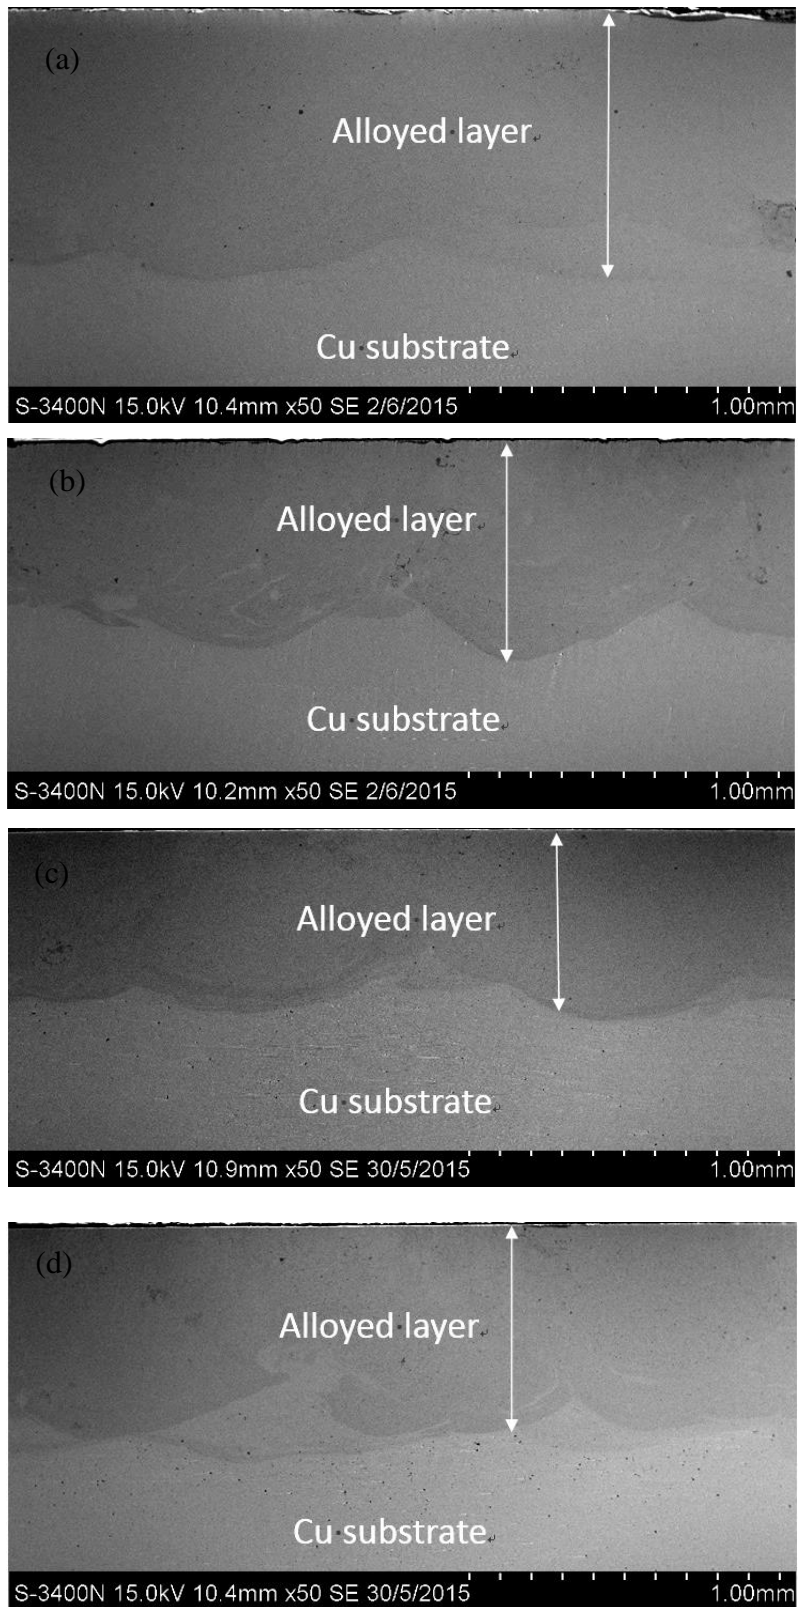 (a)
Alloyed layer
Cu substrate
S-3400N 15.0kV 10.4mm x50 SE 2/6/2015 1.00mm
(b)
Alloyed layer
Cu substrate
S-3400N 15.0kV 10.2mm x50 SE 2/6/2015 1.00mm
(c)
Alloyed layer
Cu substrate
S-3400N 15.0kV 10.9mm x50 SE 30/5/2015 1.00mm
(d)
Alloyed layer
Cu substrate
S-3400N 15.0kV 10.4mm x50 SE 30/5/2015 1.00mm